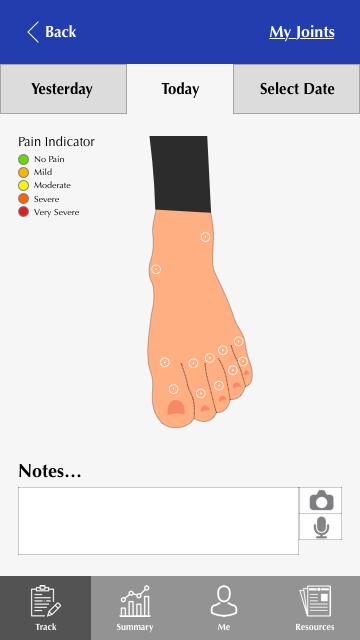 Back
My Joints
Yesterday
Today
Select Date
Pain Indicator
No Pain
Mild
Moderate
Severe
Very Severe
Notes...
Track
Summary
Me
Resources